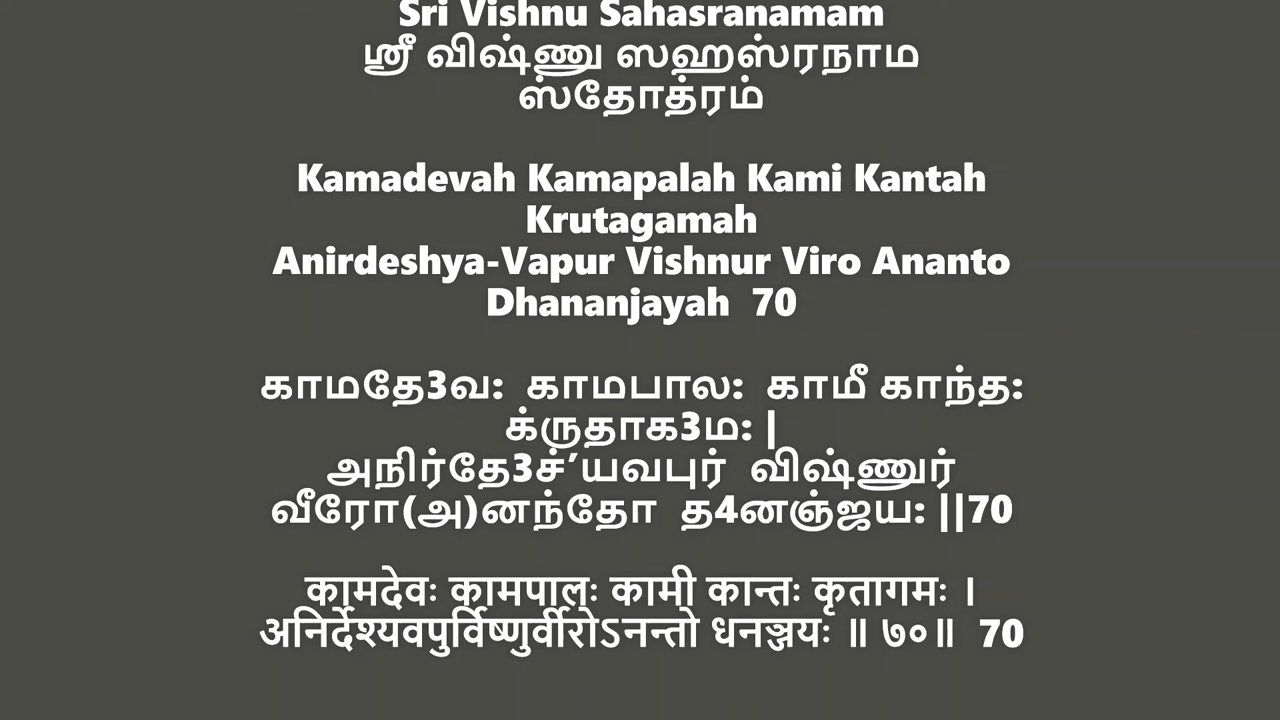 Sri Vishnu Sahasranamam
ஸ்ரீ விஷ்ணு ஸஹஸ்ரநாம
ஸ்தோத்ரம்
Kamadevah Kamapalah Kami Kantah
Krutagamah
Anirdeshya-Vapur Vishnur Viro Ananto
Dhananjayah 70
காமதே3வ: காமபால: காமீ காந்த:
க்ருதாக3ம: |
அநிர்தே3ச்’யவபுர் விஷ்ணுர்
வீரோ(அ)னந்தோ த4னஞ்ஜய: ||70
कामदेवः कामपालः कामी कान्तः कृतागमः ।
अनिर्देश्यवपुर्विष्णुर्वीरोऽनन्तो धनञ्जयः ॥ ७०॥ 70